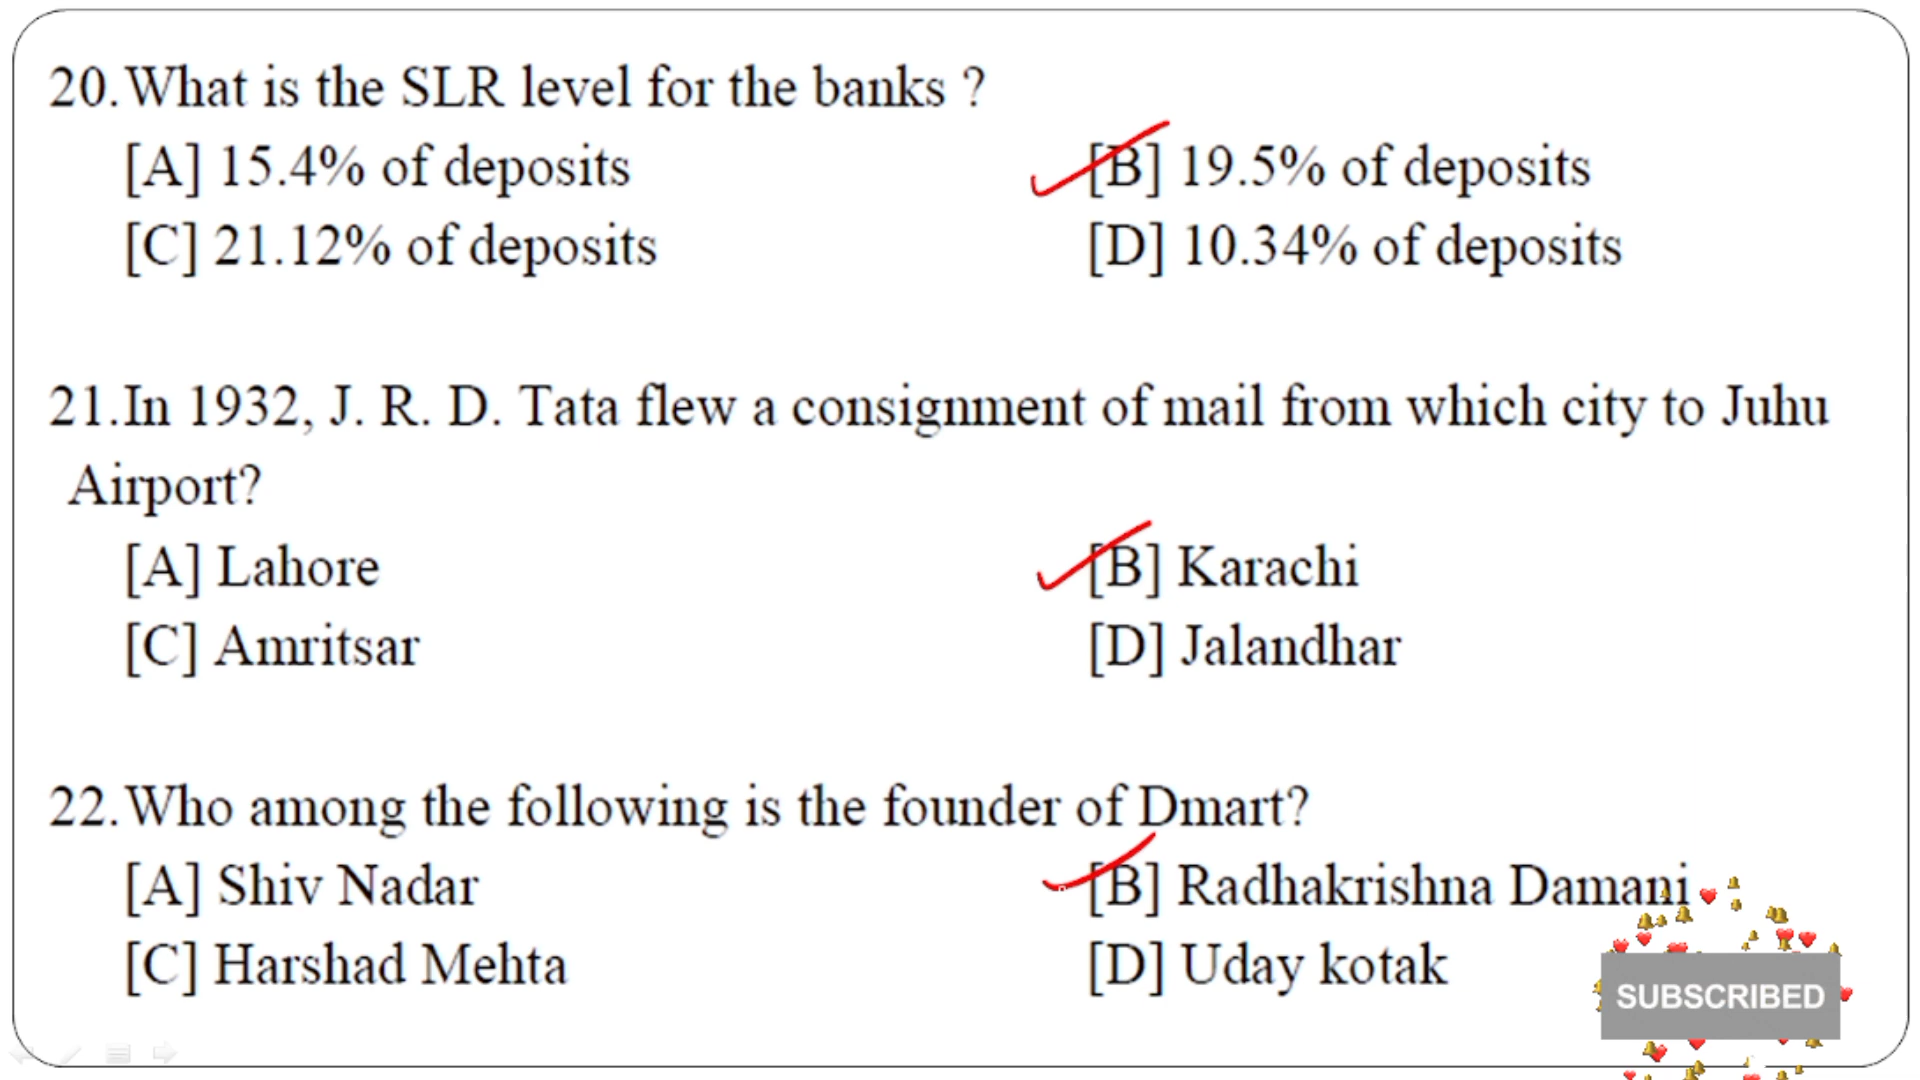 20.What is the SLR level for the banks ?
[A] 15.4% of deposits [B] 19.5% of deposits
[C] 21.12% of deposits [D] 10.34% of deposits
21.In 1932, J. R. D. Tata flew a consignment of mail from which city to Juhu
Airport?
[A] Lahore [B] Karachi
[C] Amritsar [D] Jalandhar
22.Who among the following is the founder of Dmart?
[A] Shiv Nadar [B] Radhakrishna Damani
[C] Harshad Mehta [D] Uday kotak
SUBSCRIBED